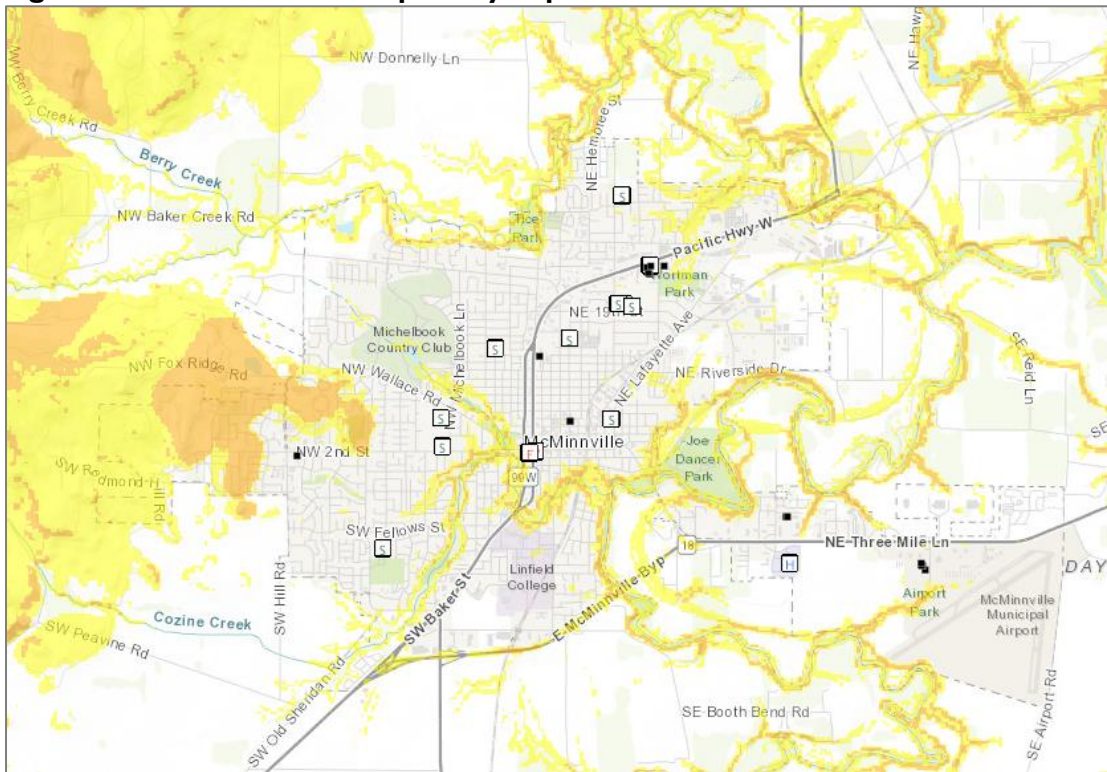 NW Donnelly Ln
NE Hawn
NW Berry Creek Rd
NE Hembree St
Berry Creek
S
NW Baker Creek Rd
Tice
Park
Pacific Hwy W
Wortman
Park
S
S
NE 19th St
Michelbook
Country Club
S
S
NW Michelbook Ln
NE Lafayette Ave
SE Reid Ln
NW Fox Ridge Rd
NW Wallace Rd
NE Riverside Dr
S
S
SE
NW 2nd St
S
F
McMinnville
Joe
Dancer
Park
99W
SW Redmond Hill Rd
SW Fellows St
S
18
NE Three Mile Ln
H
DAY
Linfield
College
Airport
Park
McMinnville
Municipal
Airport
SW Hill Rd
SW Baker St
E McMinnville Byp
Cozine Creek
SW Peavine Rd
SW Old Sheridan Rd
SE Booth Bend Rd
SE Airport Rd